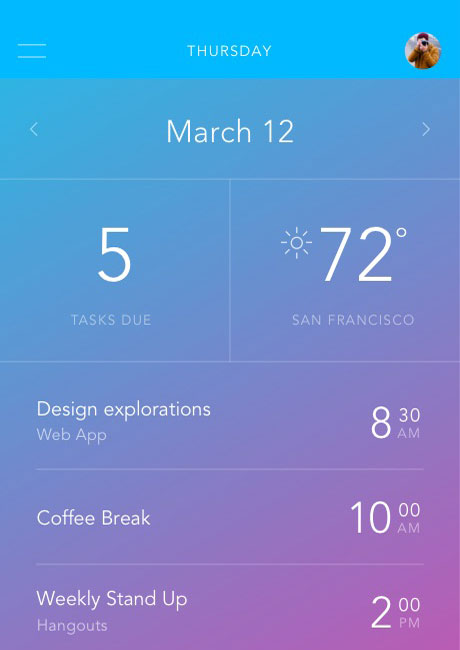 THURSDAY
March 12
5
TASKS DUE
72°
SAN FRANCISCO
Design explorations
Web App
8 30 AM
Coffee Break
10 00 AM
Weekly Stand Up
Hangouts
2 00 PM